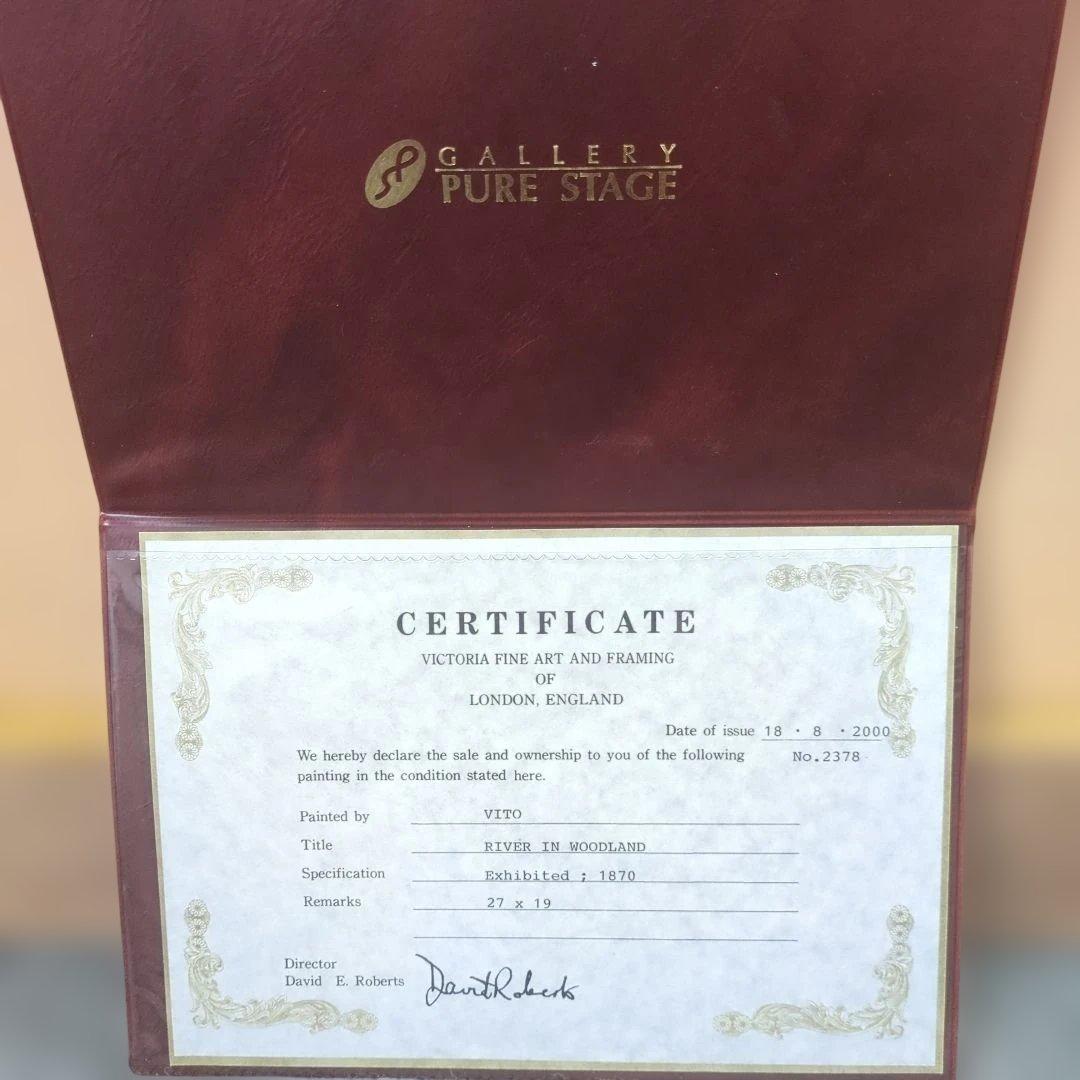 GALLERY
PURE STAGE
CERTIFICATE
VICTORIA FINE ART AND FRAMING
OF
LONDON, ENGLAND
Date of issue 18 · 8 · 2000
We hereby declare the sale and ownership to you of the following No.2378
painting in the condition stated here.
Painted by VITO
Title RIVER IN WOODLAND
Specification Exhibited ; 1870
Remarks 27 x 19
Director
David E. Roberts David Roberts